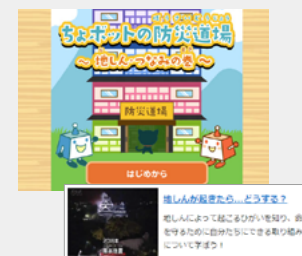 ちょボットの防災道場
～地しん・つなみの巻～
防災道場
はじめから
地しんが起きたら…どうする？
地しんによって起こるひがいを知り、
を守るために自分たちにできる取り組み
について学ぼう！